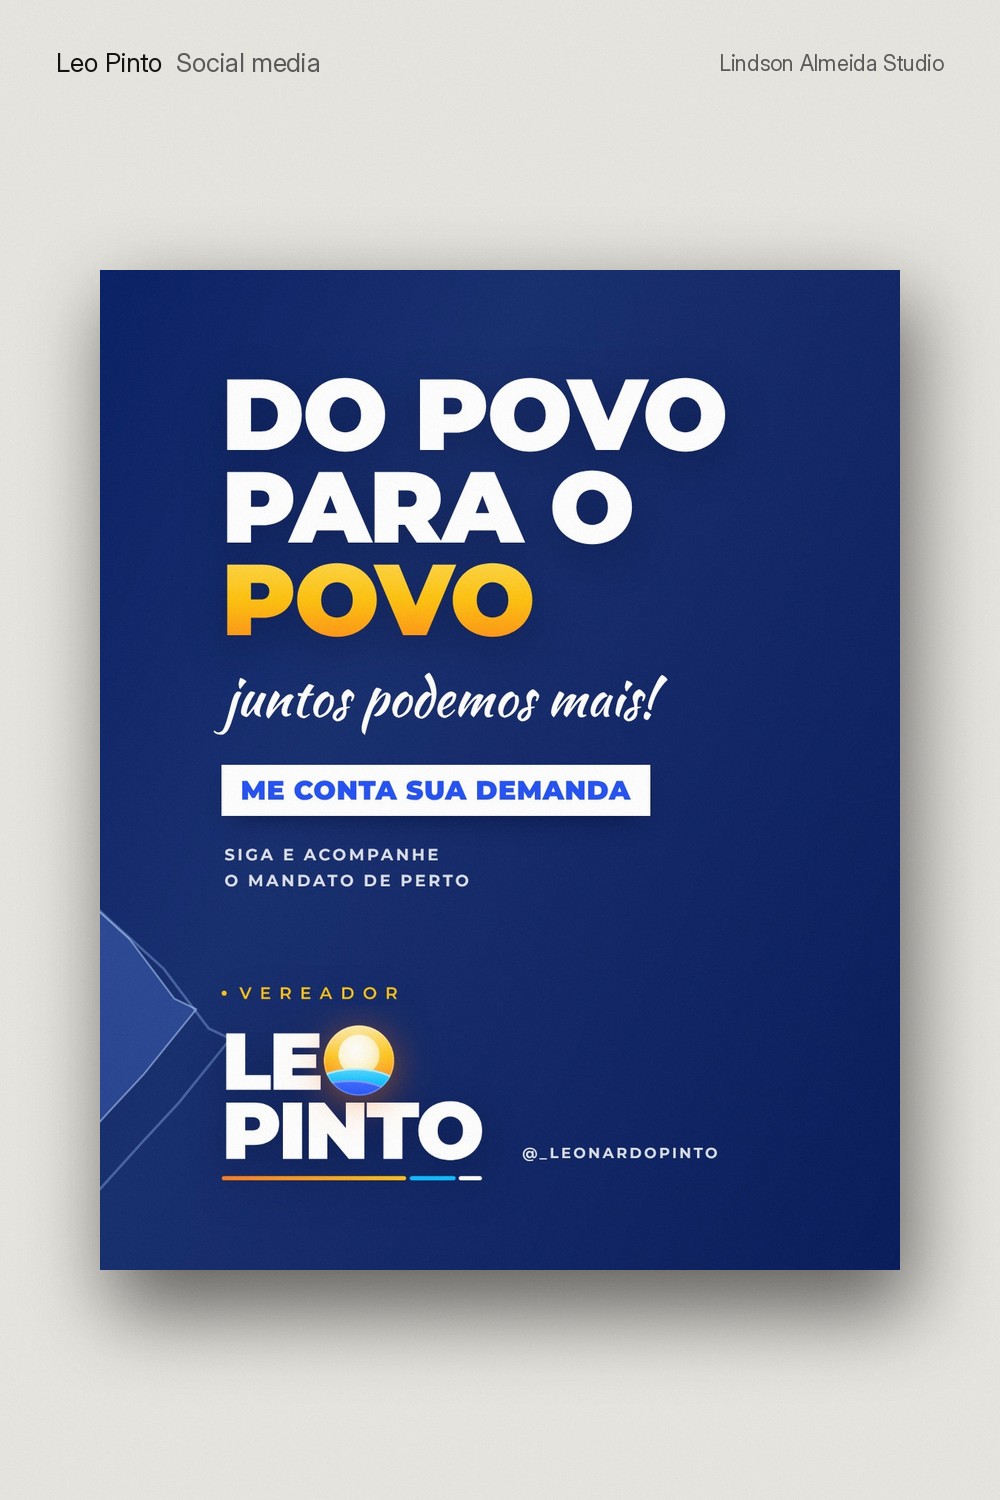 Leo Pinto Social media
Lindson Almeida Studio
DO POVO
PARA O
POVO
juntos podemos mais!
ME CONTA SUA DEMANDA
SIGA E ACOMPANHE
O MANDATO DE PERTO
• VEREADOR
LEO
PINTO
@_LEONARDOPINTO